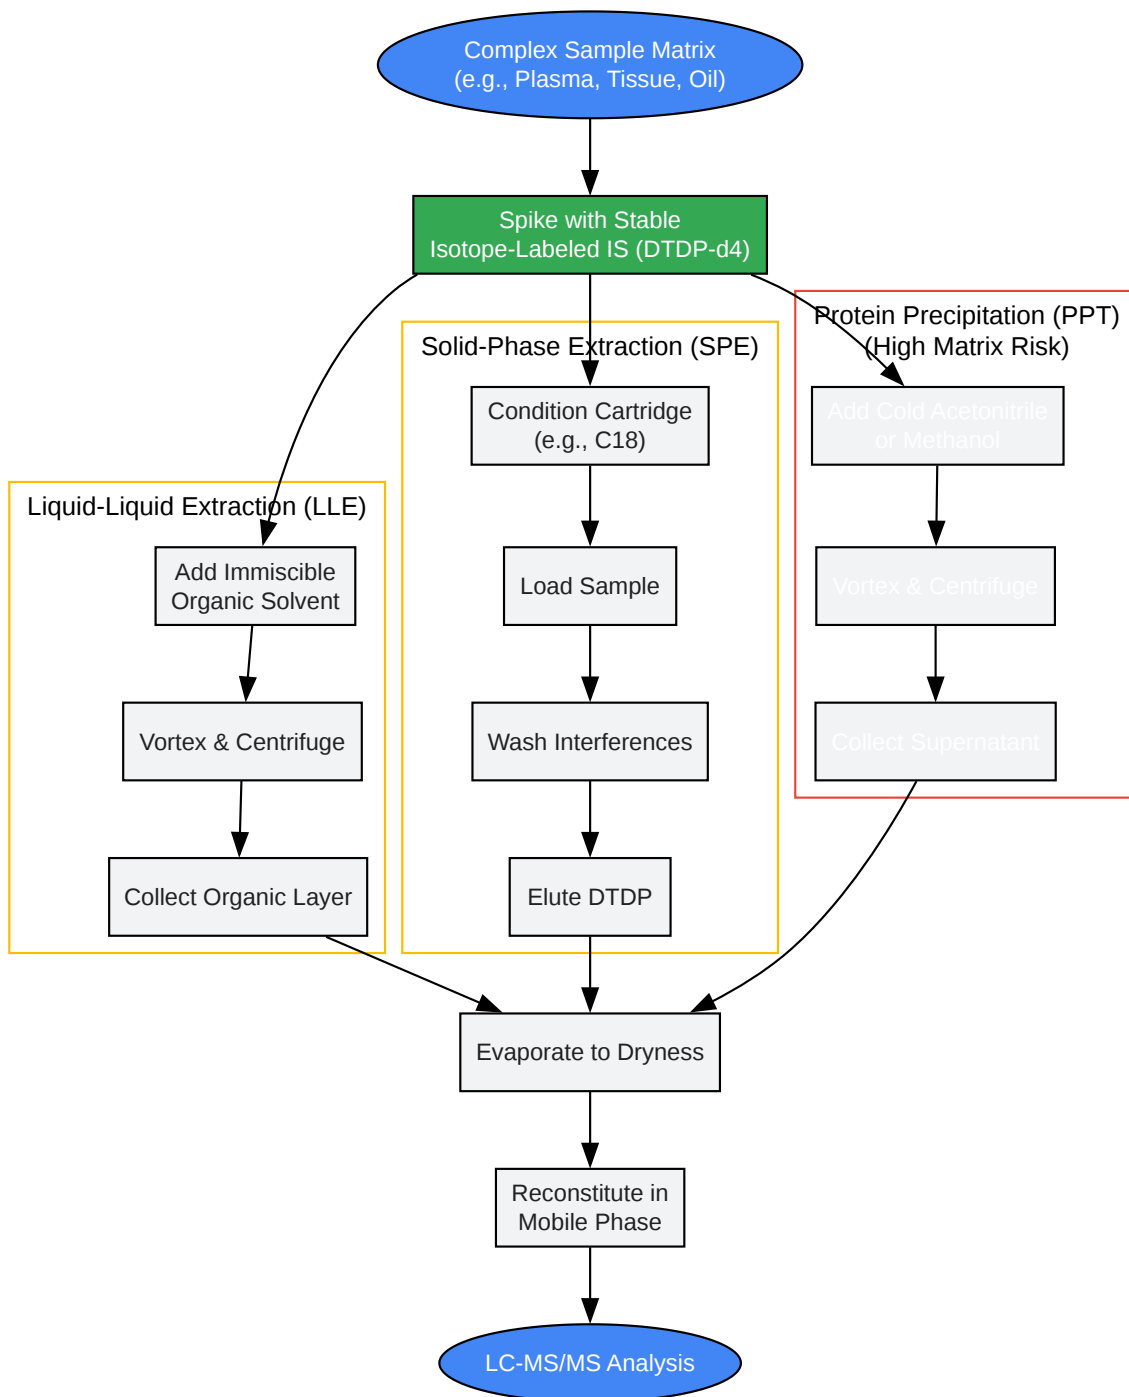 Complex Sample Matrix
(e.g., Plasma, Tissue, Oil)
Spike with Stable
Isotope-Labeled IS (DTDP-d4)
Liquid-Liquid Extraction (LLE)
Add Immiscible
Organic Solvent
Vortex & Centrifuge
Collect Organic Layer
Solid-Phase Extraction (SPE)
Condition Cartridge
(e.g., C18)
Load Sample
Wash Interferences
Elute DTDP
Protein Precipitation (PPT)
(High Matrix Risk)
Add Cold Acetonitrile
or Methanol
Vortex & Centrifuge
Collect Supernatant
Evaporate to Dryness
Reconstitute in
Mobile Phase
LC-MS/MS Analysis